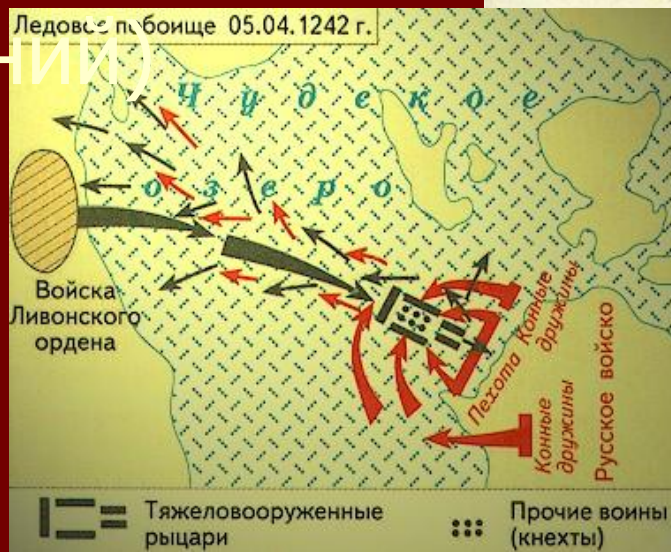 Ледовое побоище 05.04.1242 г.
ний)
Чудское
озеро
Войска
Ливонского
ордена
Пехота
Конные
дружины
Конные
дружины
Русское войско
Тяжеловооруженные
рыцари
Прочие воины
(кнехты)